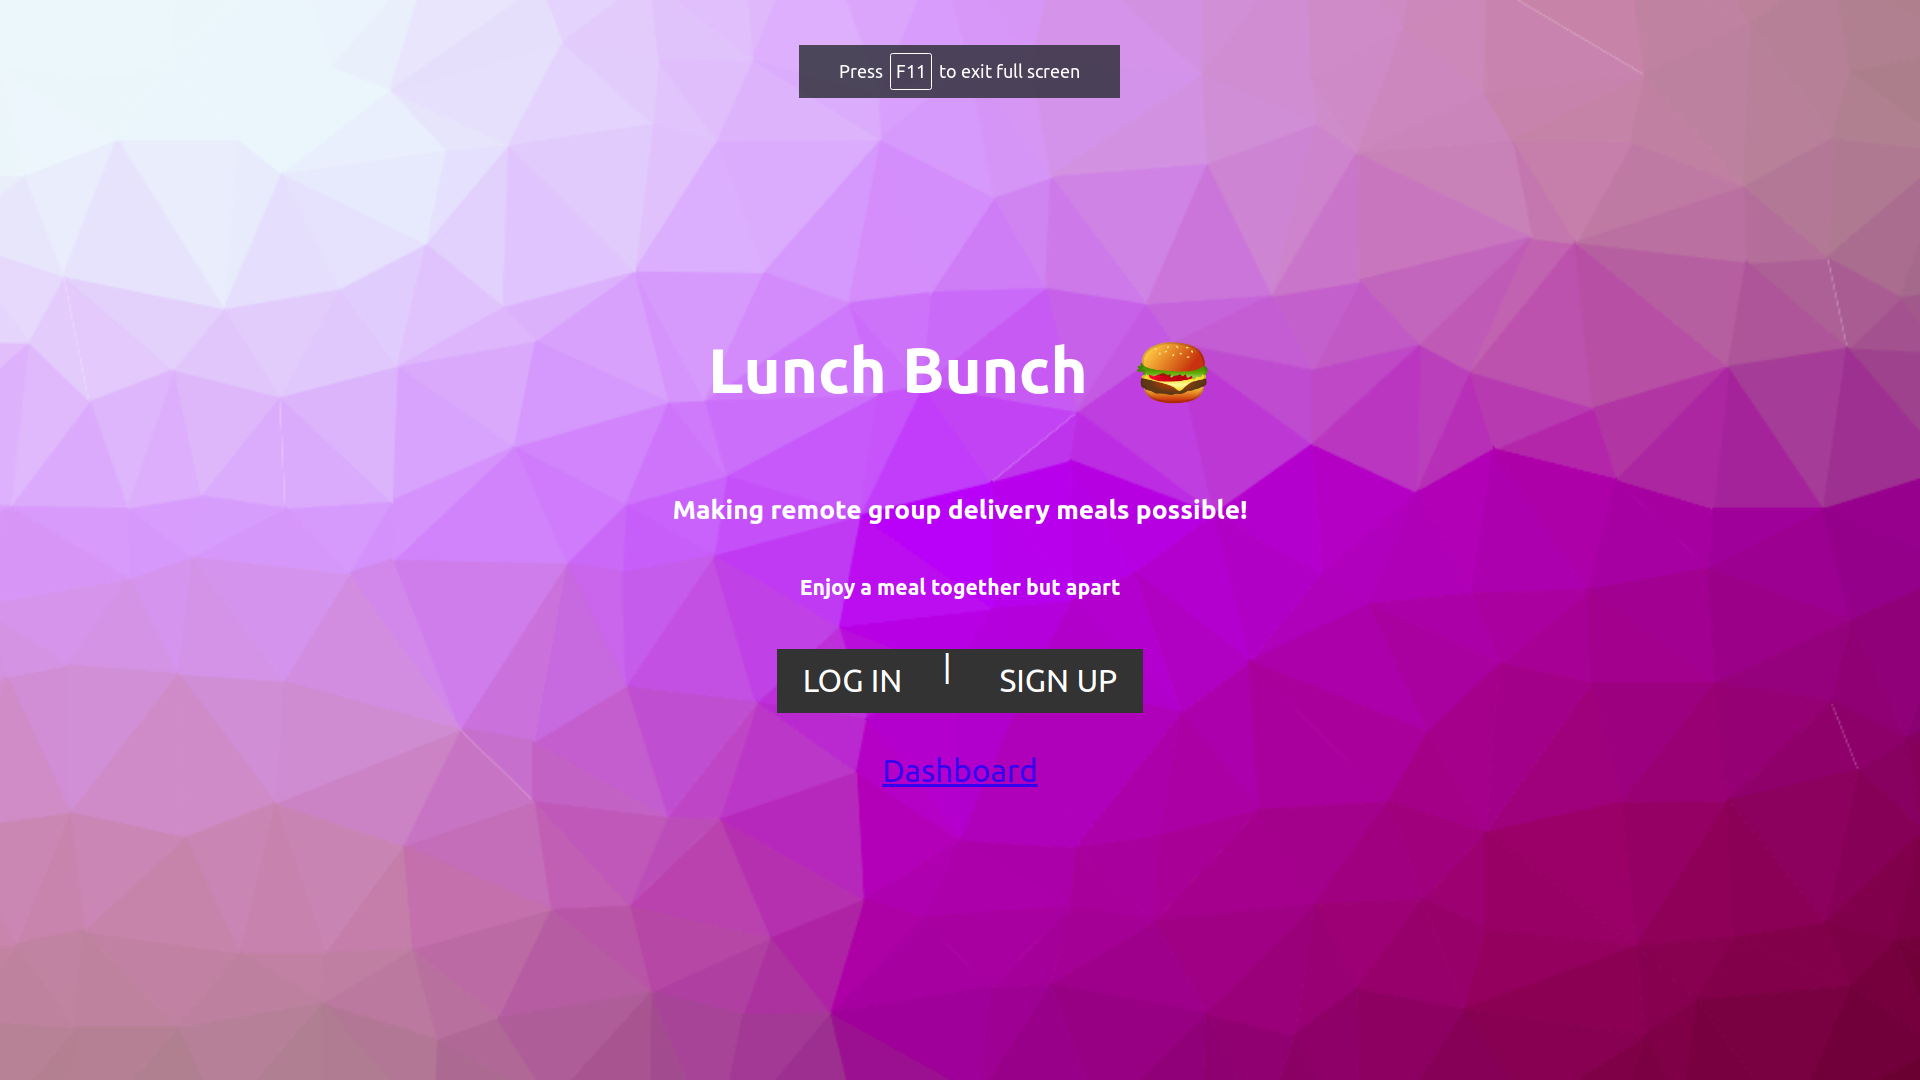 Press F11 to exit full screen
Lunch Bunch 🍔
Making remote group delivery meals possible!
Enjoy a meal together but apart
LOG IN | SIGN UP
Dashboard